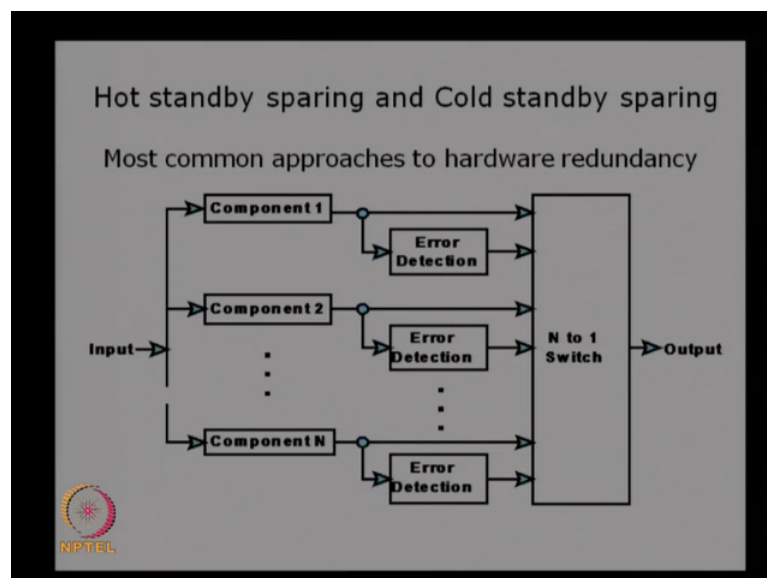 Hot standby sparing and Cold standby sparing
Most common approaches to hardware redundancy
Component 1
Error
Detection
Component 2
Error
Detection
Input
N to 1
Switch
Output
Component N
Error
Detection
NPTEL